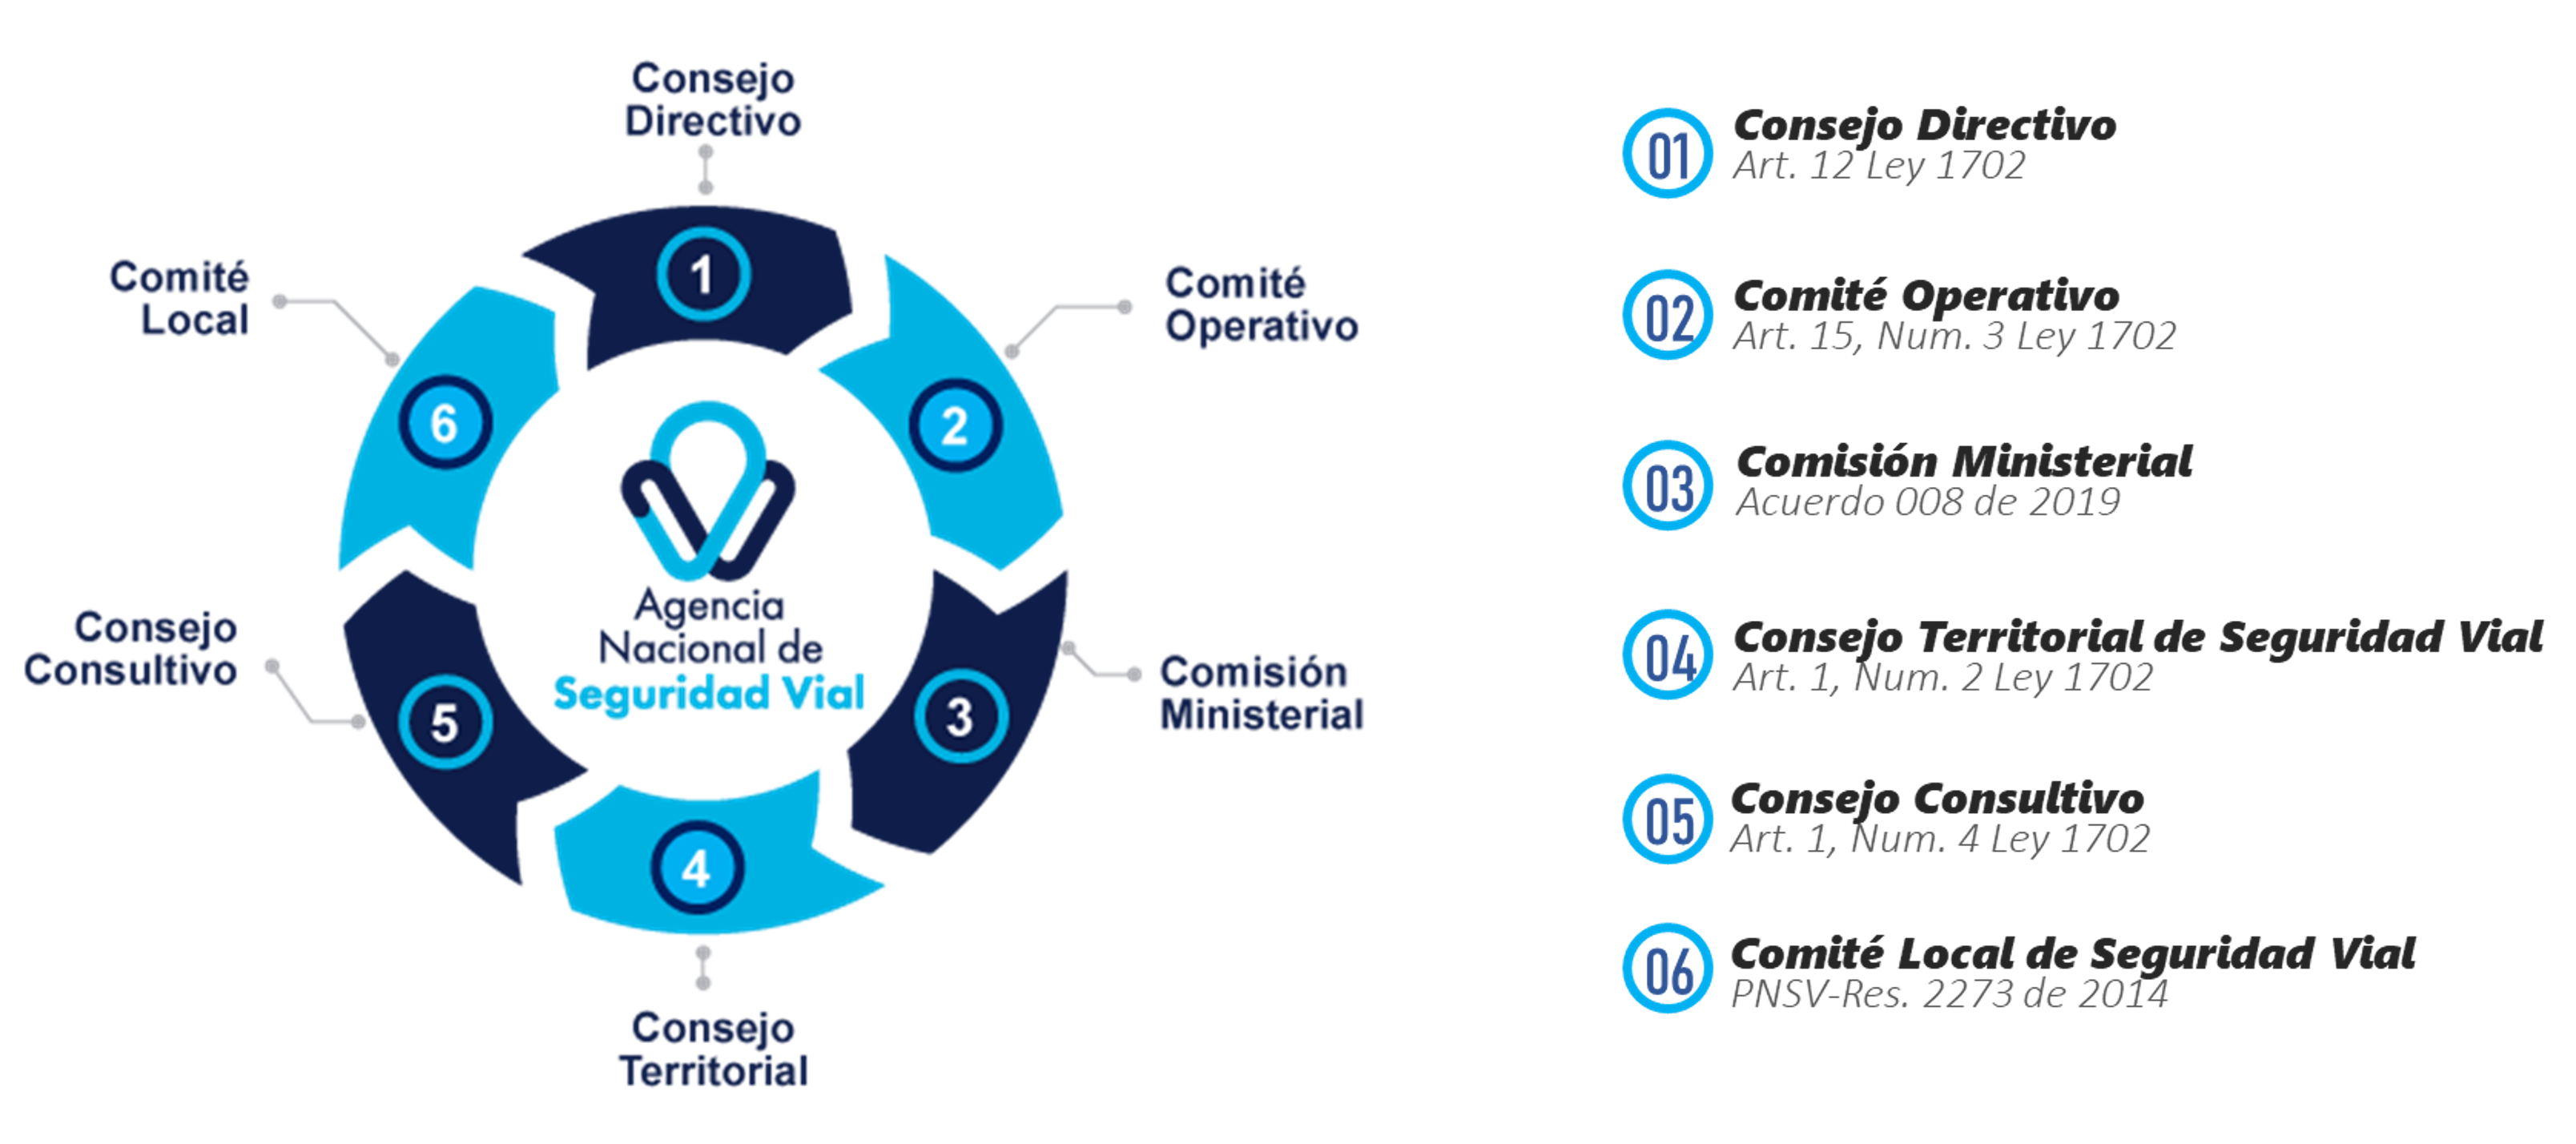 Consejo
Directivo
1
Comité
Operativo
2
Comisión
Ministerial
3
Consejo
Territorial
4
Consejo
Consultivo
5
Comité
Local
6
Agencia
Nacional de
Seguridad Vial
01
Consejo Directivo
Art. 12 Ley 1702
02
Comité Operativo
Art. 15, Num. 3 Ley 1702
03
Comisión Ministerial
Acuerdo 008 de 2019
04
Consejo Territorial de Seguridad Vial
Art. 1, Num. 2 Ley 1702
05
Consejo Consultivo
Art. 1, Num. 4 Ley 1702
06
Comité Local de Seguridad Vial
PNSV-Res. 2273 de 2014